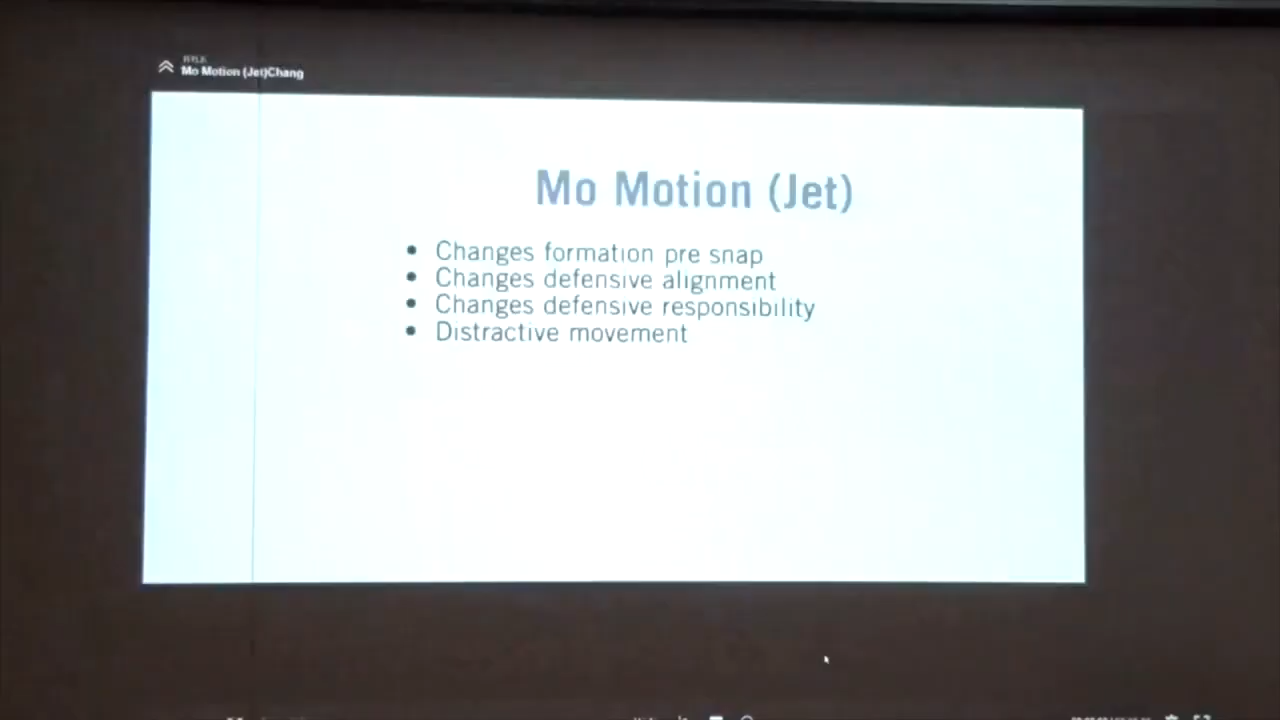 TITLE
Mo Motion (Jet)Chang
Mo Motion (Jet)
• Changes formation pre snap
• Changes defensive alignment
• Changes defensive responsibility
• Distractive movement